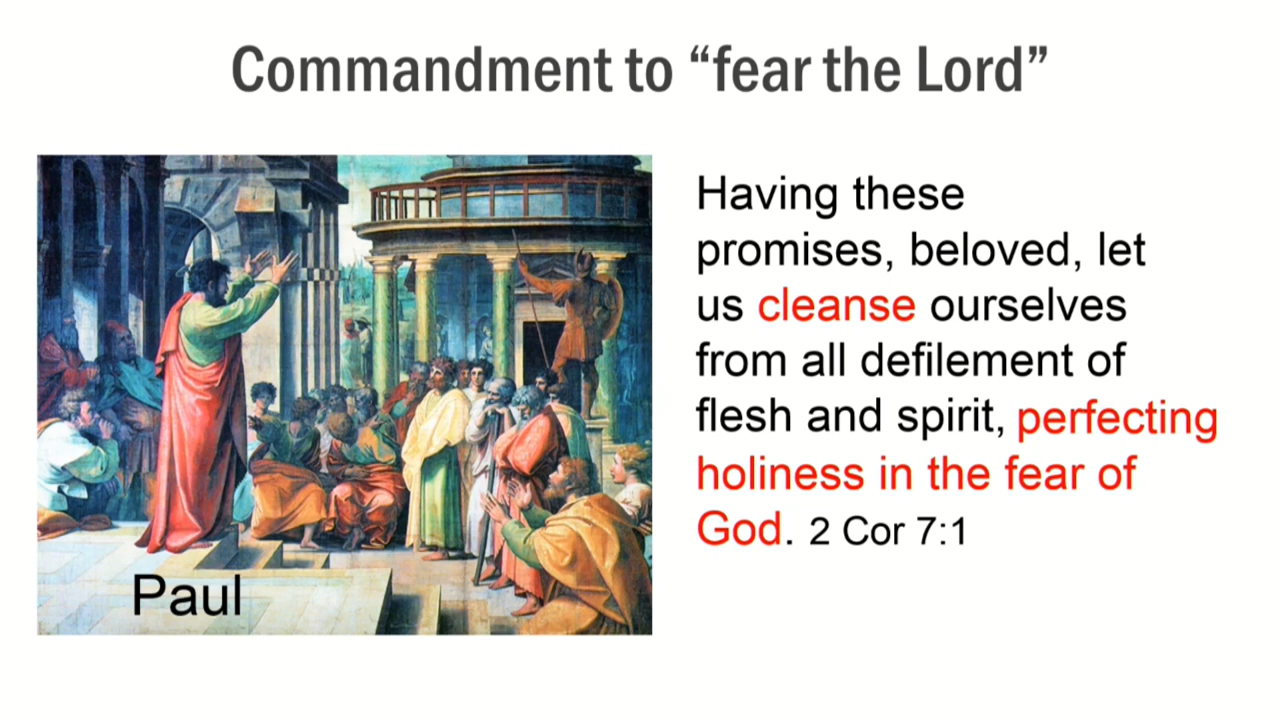 Commandment to “fear the Lord”
Having these
promises, beloved, let
us cleanse ourselves
from all defilement of
flesh and spirit, perfecting
holiness in the fear of
God. 2 Cor 7:1
Paul